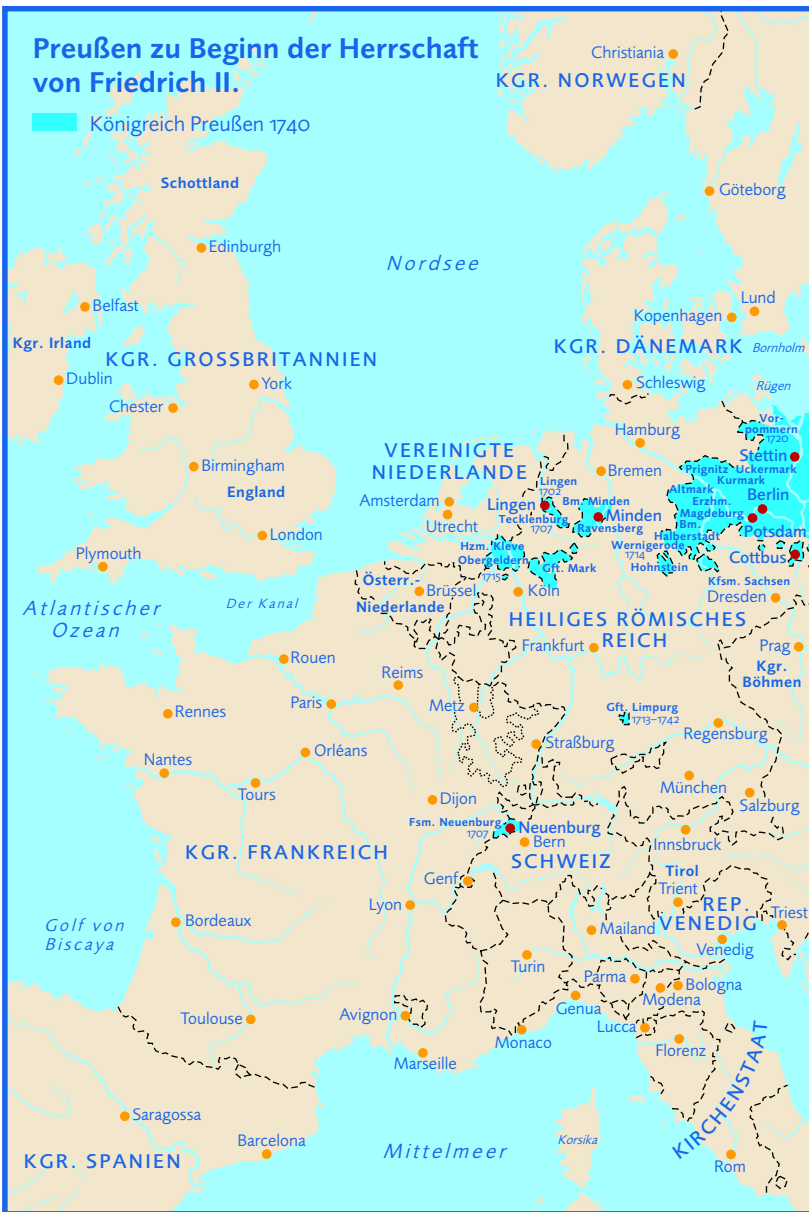 Preußen zu Beginn der Herrschaft
von Friedrich II.
Königreich Preußen 1740
Christiania
KGR. NORWEGEN
Schottland
Göteborg
Edinburgh
Nordsee
Belfast
Lund
Kopenhagen
Kgr. Irland
KGR. GROSSBRITANNIEN
KGR. DÄNEMARK
Bornholm
Dublin
York
Schleswig
Rügen
Chester
Vor-
pommern
1720
Hamburg
VEREINIGTE
NIEDERLANDE
Stettin
Birmingham
Bremen
Prignitz
Uckermark
Kurmark
England
Lingen
1702
Altmark
Amsterdam
Lingen
Bm. Minden
Erzhm.
Magdeburg
Berlin
Utrecht
Tecklenburg
1707
Minden
Ravensberg
Bm.
Halberstadt
Potsdam
London
Hzm. Kleve
Obergeldern
1715
Wernigerode
1714
Cottbus
Plymouth
Gft. Mark
Hohnstein
Österr.-
Niederlande
Brüssel
Köln
Kfsm. Sachsen
Dresden
Atlantischer
Ozean
Der Kanal
HEILIGES RÖMISCHES
REICH
Rouen
Frankfurt
Prag
Kgr.
Böhmen
Reims
Paris
Metz
Gft. Limpurg
1713–1742
Rennes
Regensburg
Orléans
Straßburg
Nantes
Tours
München
Dijon
Salzburg
Fsm. Neuenburg
1707
Neuenburg
Bern
Innsbruck
KGR. FRANKREICH
SCHWEIZ
Genf
Tirol
Trient
Lyon
REP.
VENEDIG
Golf von
Biscaya
Bordeaux
Mailand
Triest
Venedig
Turin
Parma
Bologna
Modena
Genua
Toulouse
Avignon
Lucca
Monaco
Florenz
Marseille
KIRCHENSTAAT
Saragossa
Barcelona
Mittelmeer
Korsika
KGR. SPANIEN
Rom